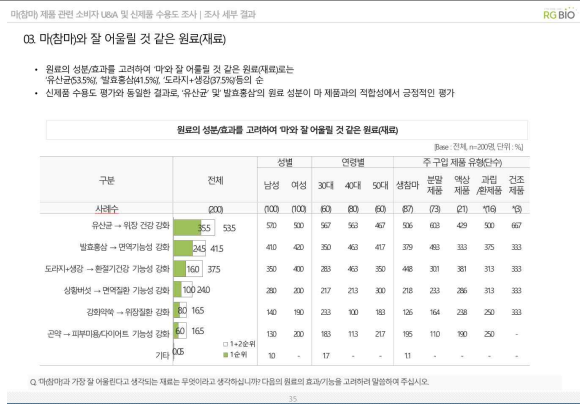 마(참마) 제품 관련 소비자 U&A 및 신제품 수용도 조사 | 조사 세부 결과
RGBIO
03. 마(참마)와 잘 어울릴 것 같은 원료(재료)
• 원료의 성분/효과를 고려하여 '마'와 잘 어울릴 것 같은 원료(재료)로는
'유산균(53.5%)', '발효홍삼(41.5%)', '도라지+생강(37.5%)'등의 순
• 신제품 수용도 평가와 동일한 결과로, '유산균' 및' 발효홍삼'의 원료 성분이 마 제품과의 적합성에서 긍정적인 평가
원료의 성분/효과를 고려하여 '마'와 잘 어울릴 것 같은 원료(재료)
[Base : 전체, n=200명, 단위 : %]
구분 전체 성별 연령별 주 구입 제품 유형(단수)
남성 여성 30대 40대 50대 생참마 분말 제품 액상 제품 과립 /환제품 건조 제품
사례수 (200) (100) (100) (60) (80) (60) (87) (73) (21) *(16) *(3)
유산균 → 위장 건강 강화 35.5 53.5 57.0 50.0 56.7 56.3 46.7 50.6 60.3 42.9 50.0 66.7
발효홍삼 → 면역기능성 강화 24.5 41.5 41.0 42.0 35.0 46.3 41.7 37.9 49.3 33.3 37.5 33.3
도라지+생강 → 환절기건강 기능성 강화 16.0 37.5 35.0 40.0 28.3 46.3 35.0 44.8 30.1 38.1 31.3 33.3
상황버섯 → 면역질환 기능성 강화 10.0 24.0 28.0 20.0 21.7 21.3 30.0 21.8 23.3 28.6 31.3 33.3
강화약쑥 → 위장질환 강화 8.0 16.5 14.0 19.0 23.3 10.0 18.3 12.6 16.4 23.8 25.0 33.3
곤약 → 피부미용/다이어트 기능성 강화 6.0 16.5 13.0 20.0 18.3 11.3 21.7 19.5 11.0 19.0 25.0 -
기타 0.5 1.0 - 1.7 - - 1.1 - - - -
□ 1+2순위
■ 1순위
Q. '마(참마)'과 가장 잘 어울린다고 생각되는 재료는 무엇이라고 생각하십니까? 다음의 원료의 효과/기능을 고려하려 말씀하여 주십시오.
35